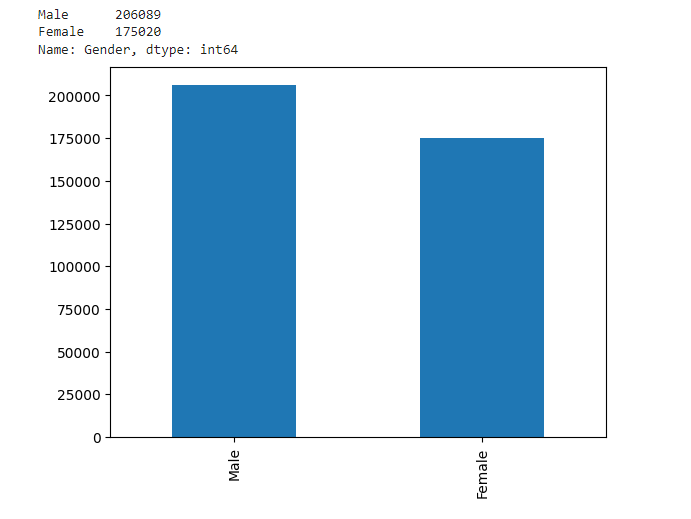 Male      206089
Female    175020
Name: Gender, dtype: int64
200000
175000
150000
125000
100000
75000
50000
25000
0
Male
Female